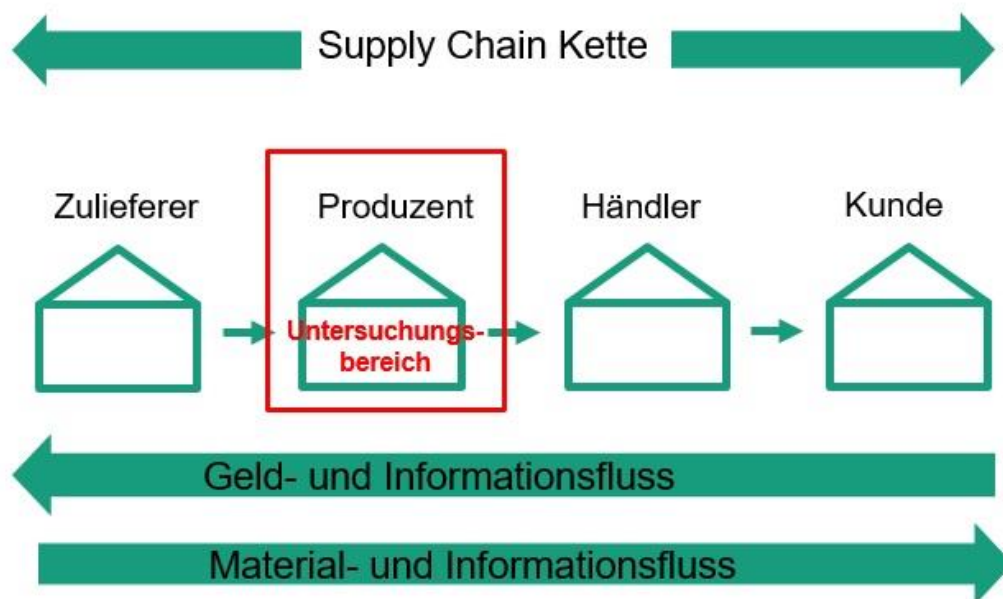 Supply Chain Kette
Zulieferer
Produzent
Händler
Kunde
Untersuchungs-
bereich
Geld- und Informationsfluss
Material- und Informationsfluss